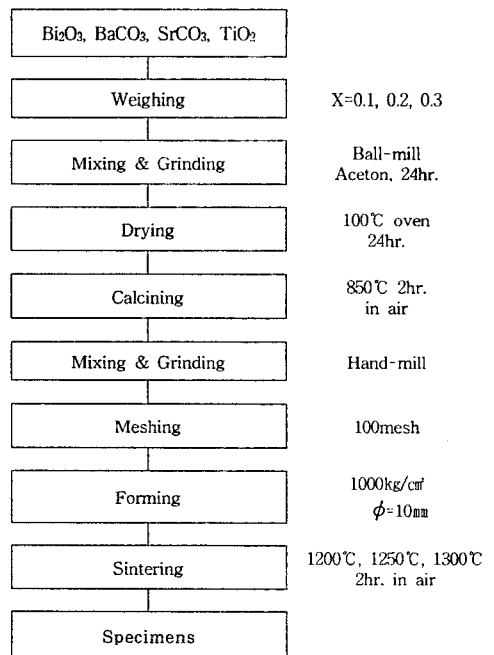 Bi₂O₃, BaCO₃, SrCO₃, TiO₂
Weighing
X=0.1, 0.2, 0.3
Mixing & Grinding
Ball-mill
Aceton, 24hr.
Drying
100℃ oven
24hr.
Calcining
850℃ 2hr.
in air
Mixing & Grinding
Hand-mill
Meshing
100mesh
Forming
1000kg/㎠
ϕ=10㎜
Sintering
1200℃, 1250℃, 1300℃
2hr. in air
Specimens